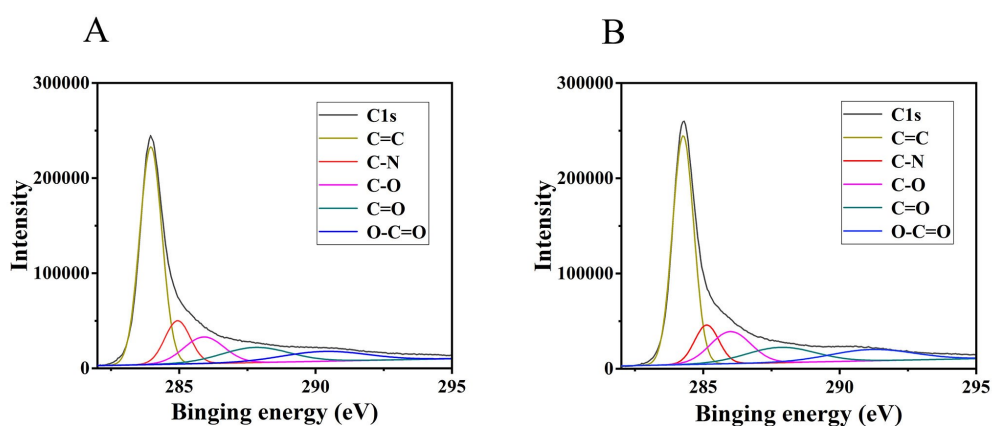 A
300000
200000
100000
0
Intensity
C1s
C=C
C-N
C-O
C=O
O-C=O
285
290
295
Binging energy (eV)
B
300000
200000
100000
0
Intensity
C1s
C=C
C-N
C-O
C=O
O-C=O
285
290
295
Binging energy (eV)